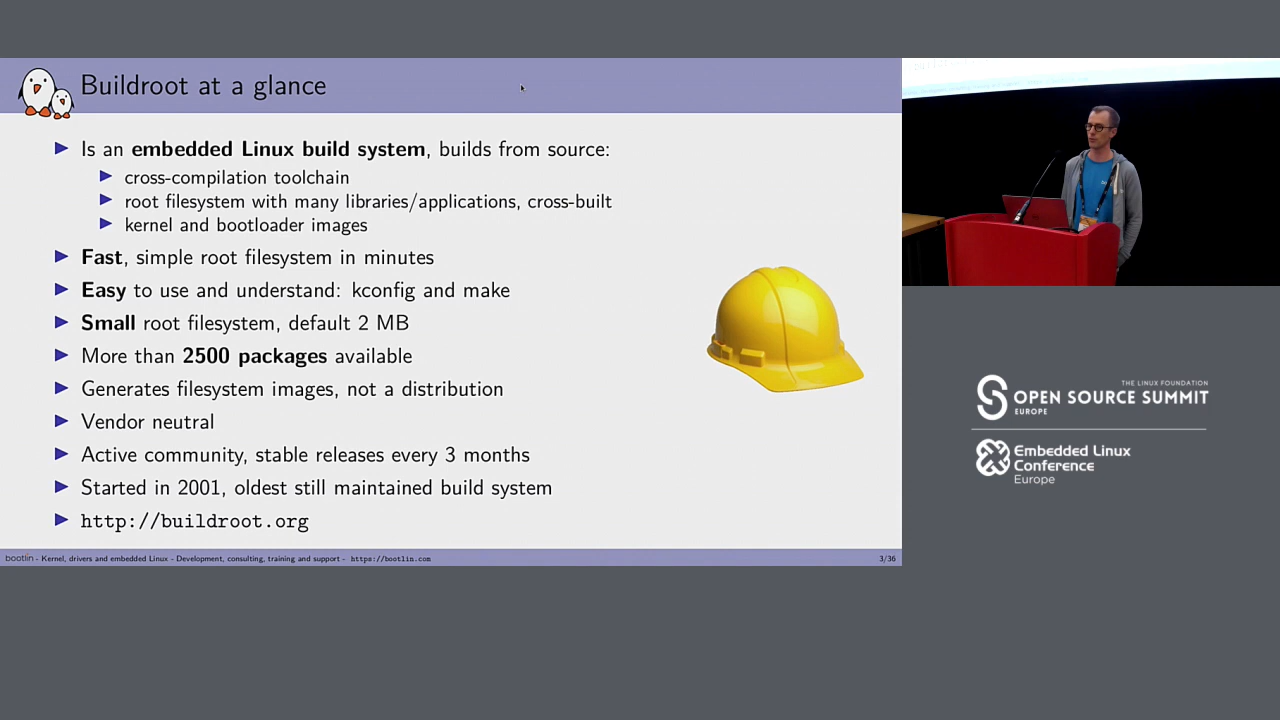 Buildroot at a glance
Is an embedded Linux build system, builds from source:
cross-compilation toolchain
root filesystem with many libraries/applications, cross-built
kernel and bootloader images
Fast, simple root filesystem in minutes
Easy to use and understand: kconfig and make
Small root filesystem, default 2 MB
More than 2500 packages available
Generates filesystem images, not a distribution
Vendor neutral
Active community, stable releases every 3 months
Started in 2001, oldest still maintained build system
http://buildroot.org
bootlin - Kernel, drivers and embedded Linux - Development, consulting, training and support - https://bootlin.com
3/36
THE LINUX FOUNDATION
OPEN SOURCE SUMMIT
EUROPE
Embedded Linux
Conference
Europe